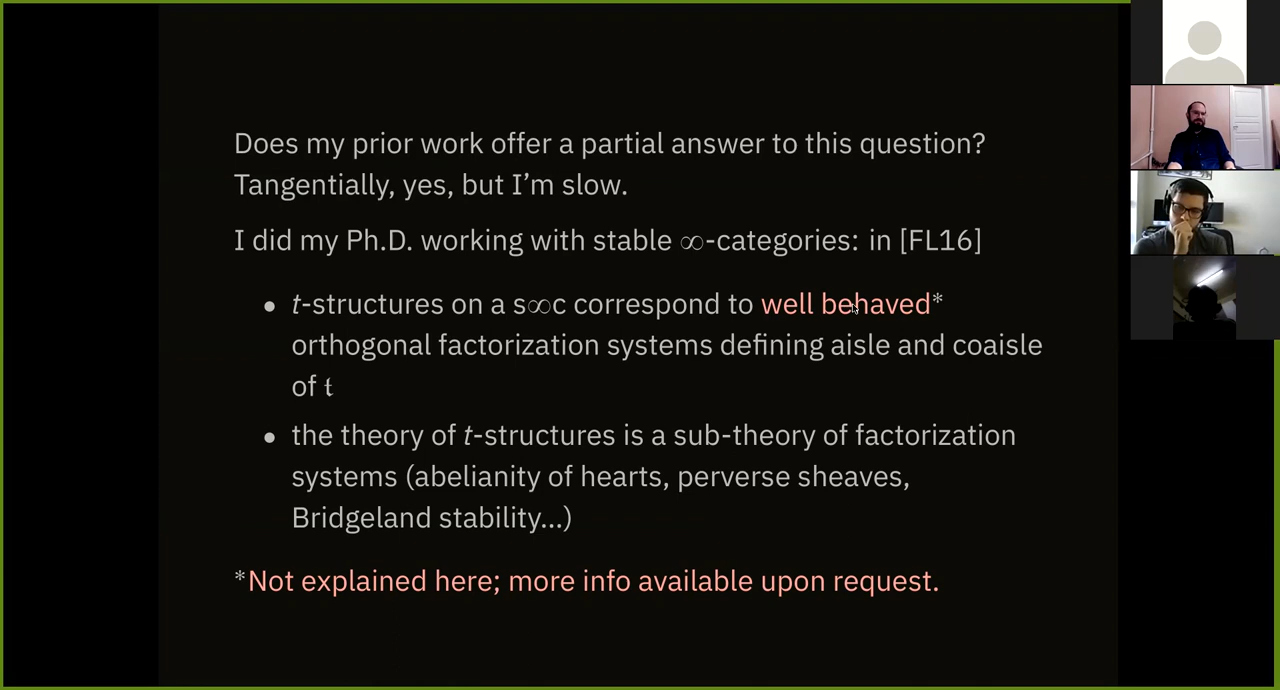 Does my prior work offer a partial answer to this question?
Tangentially, yes, but I’m slow.
I did my Ph.D. working with stable ∞-categories: in [FL16]
• t-structures on a s∞c correspond to well behaved*
orthogonal factorization systems defining aisle and coaisle
of 𝔱
• the theory of t-structures is a sub-theory of factorization
systems (abelianity of hearts, perverse sheaves,
Bridgeland stability...)
*Not explained here; more info available upon request.